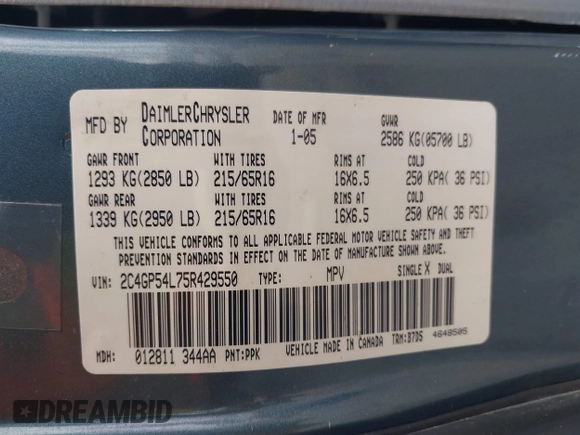 MFD BY DAIMLERCHRYSLER CORPORATION DATE OF MFR 1-05 GVWR 2586 KG(05700 LB)
GAWR FRONT WITH TIRES RIMS AT COLD
1293 KG(2850 LB) 215/65R16 16X6.5 250 KPA( 36 PSI)
GAWR REAR WITH TIRES RIMS AT COLD
1339 KG(2950 LB) 215/65R16 16X6.5 250 KPA( 36 PSI)
THIS VEHICLE CONFORMS TO ALL APPLICABLE FEDERAL MOTOR VEHICLE SAFETY AND THEFT
PREVENTION STANDARDS IN EFFECT ON THE DATE OF MANUFACTURE SHOWN ABOVE.
VIN: 2C4GP54L75R429550 TYPE: MPV SINGLE X DUAL
MDH: 012811 344AA PNT:PPK VEHICLE MADE IN CANADA TRM:B7D5 4648505
DREAMBID